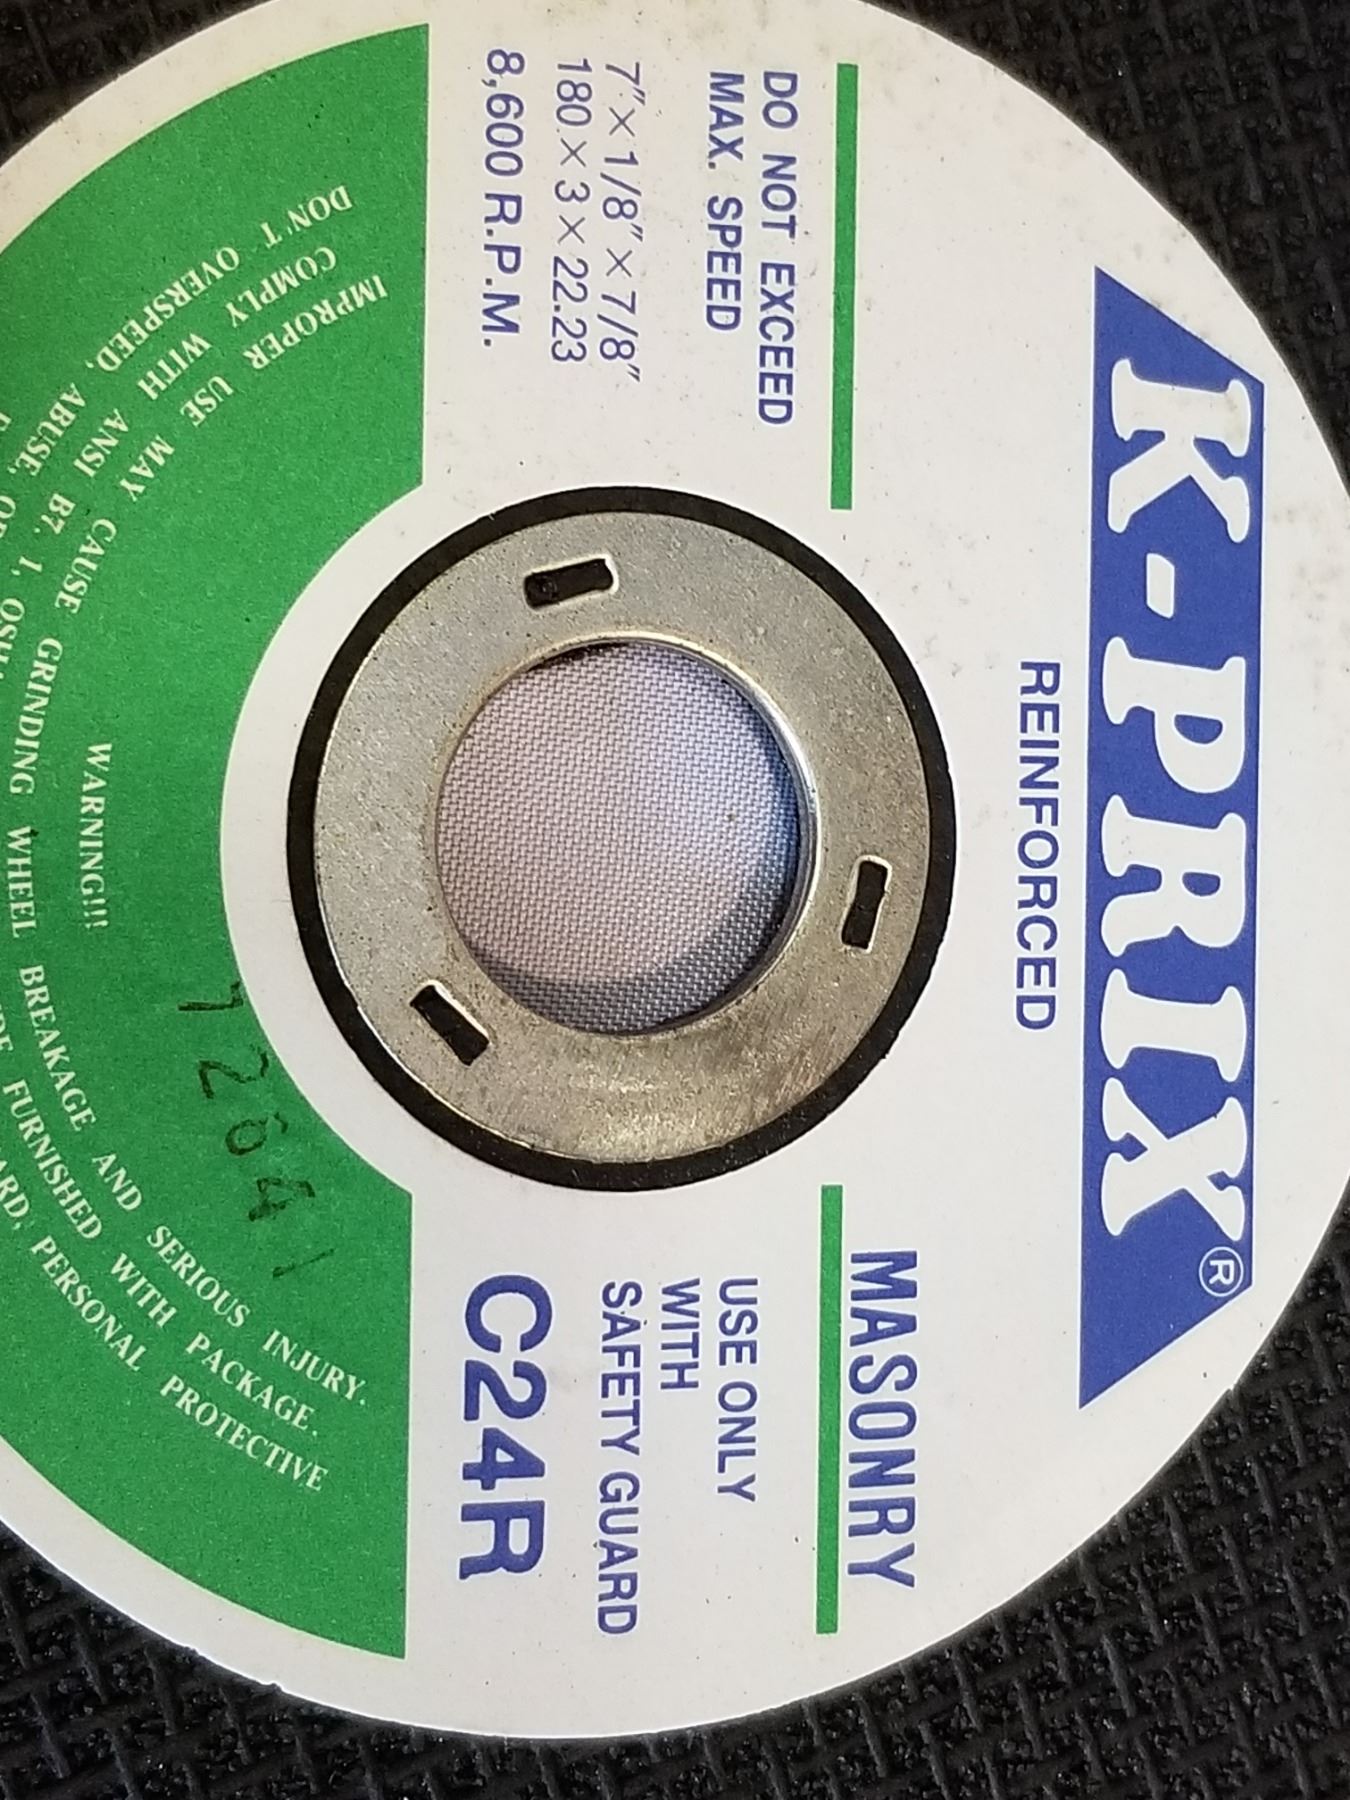 K-PRIX®
REINFORCED
DO NOT EXCEED
MAX. SPEED
7"×1/8"×7/8"
180×3×22.23
8,600 R.P.M.
MASONRY
USE ONLY
WITH
SAFETY GUARD
C24R
72641
WARNING!!!
IMPROPER USE MAY CAUSE GRINDING WHEEL BREAKAGE AND SERIOUS INJURY.
COMPLY WITH ANSI B7. 1, FURNISHED WITH PACKAGE.
DON'T OVERSPEED, ABUSE, PERSONAL PROTECTIVE